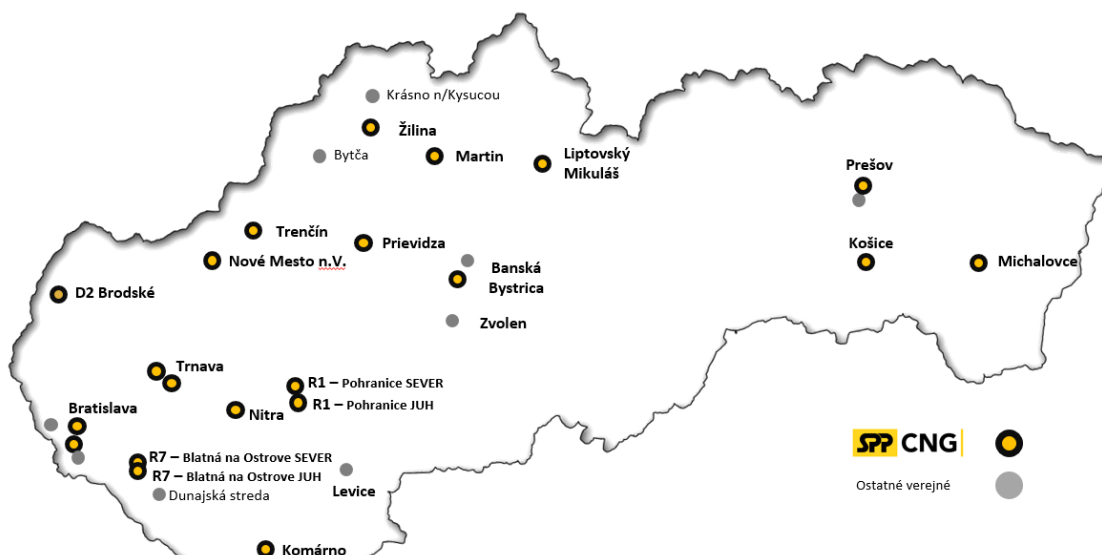 Krásno n/Kysucou
Žilina
Bytča
Martin
Liptovský
Mikuláš
Prešov
Trenčín
Prievidza
Košice
Nové Mesto n.V.
Michalovce
Banská
Bystrica
D2 Brodské
Zvolen
Trnava
R1 – Pohranice SEVER
R1 – Pohranice JUH
Bratislava
Nitra
SPP CNG
R7 – Blatná na Ostrove SEVER
R7 – Blatná na Ostrove JUH
Ostatné verejné
Levice
Dunajská streda
Komárno